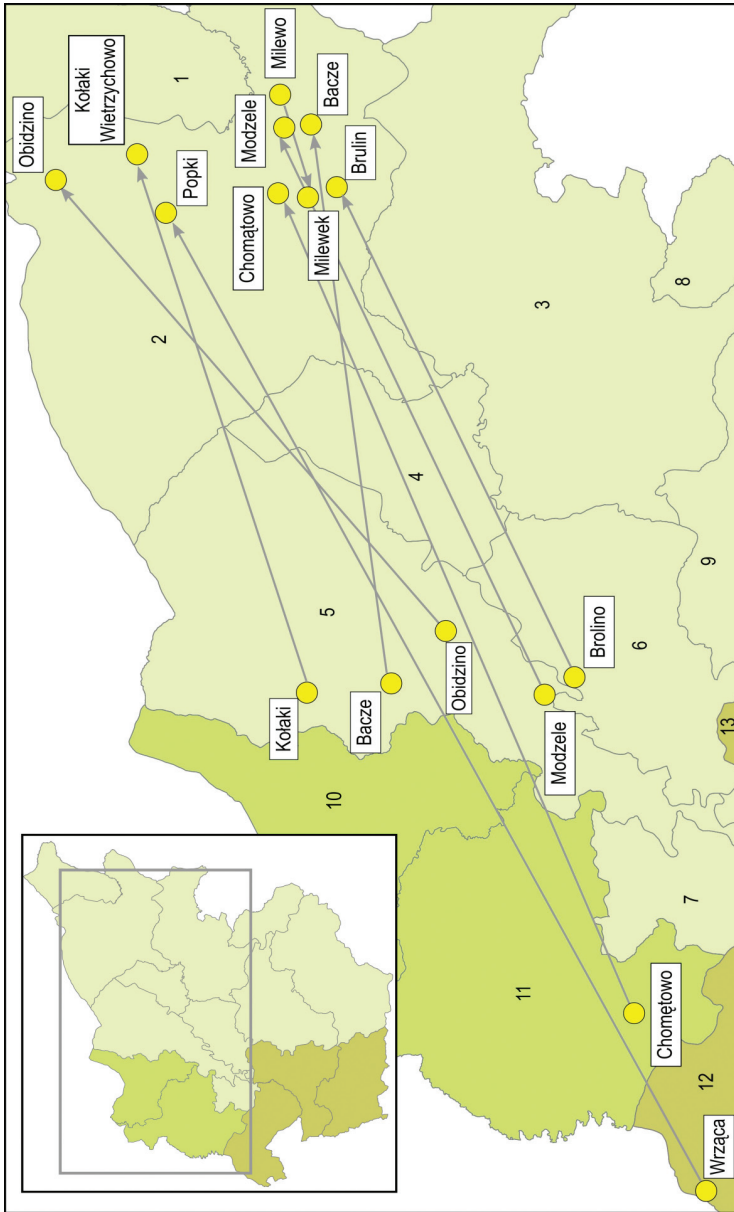 Obidzino
Kołaki
Wietrzychowo
1
Popki
2
Milewo
Modzele
Bacze
Chomątowo
Brulin
Milewek
3
8
4
5
Kołaki
Bacze
Obidzino
9
6
Brolino
Modzele
13
10
7
11
Chomętowo
12
Wrząca